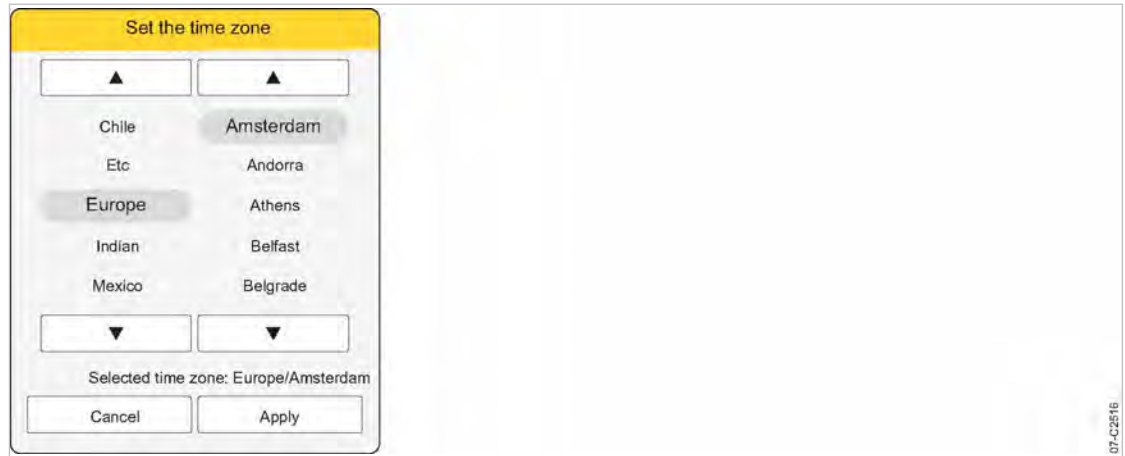 Set the time zone
▲ ▲
Chile Amsterdam
Etc Andorra
Europe Athens
Indian Belfast
Mexico Belgrade
▼ ▼
Selected time zone: Europe/Amsterdam
Cancel Apply
07-C2516